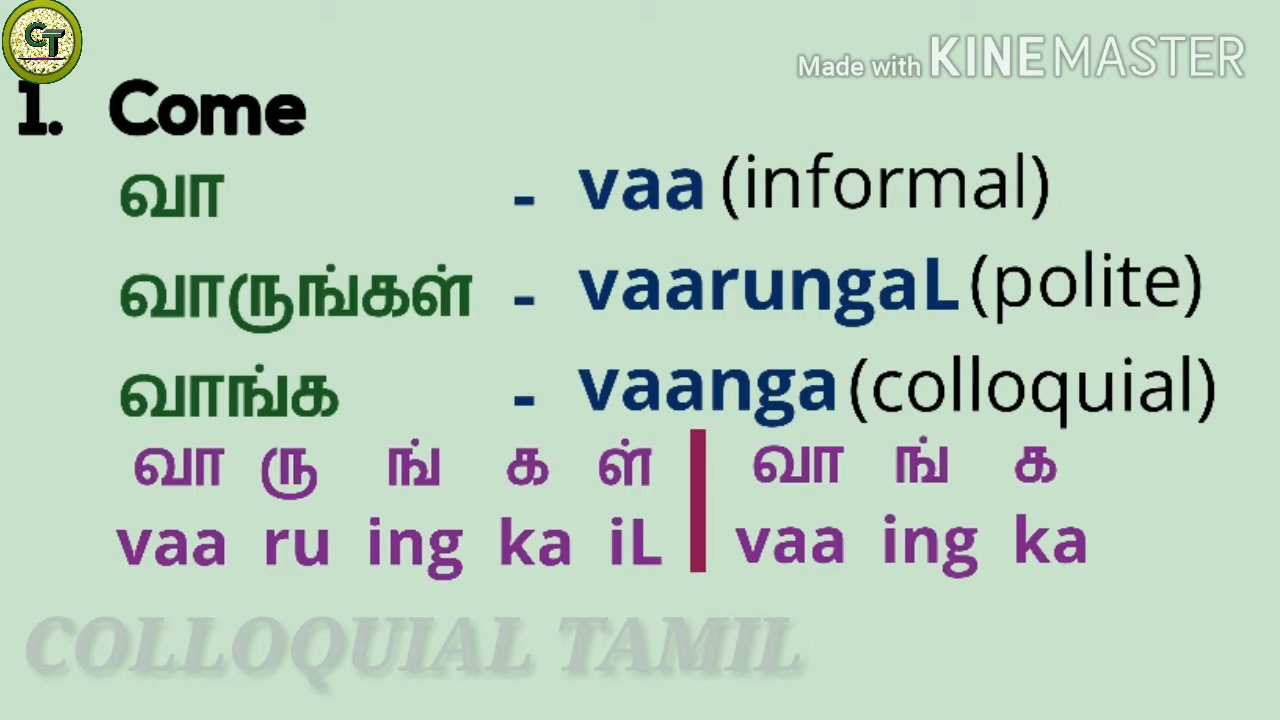 CT
Made with KINEMASTER
1. Come
வா - vaa (informal)
வாருங்கள் - vaarungaL (polite)
வாங்க - vaanga (colloquial)
வா ரு ங் க ள் வா ங் க
vaa ru ing ka iL vaa ing ka
COLLOQUIAL TAMIL